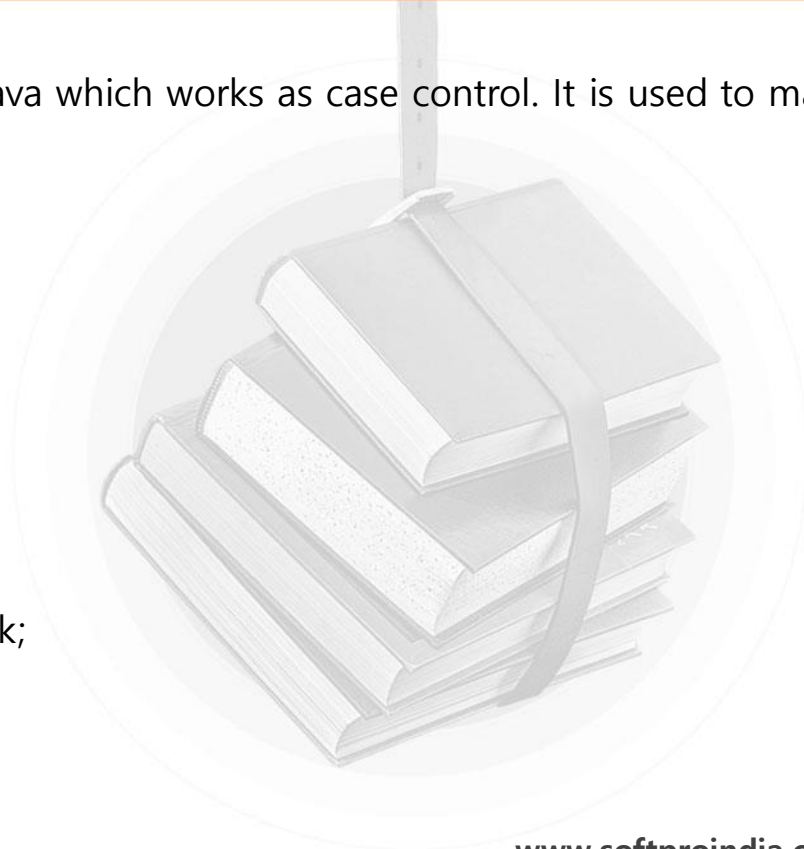 ava which works as case control. It is used to ma
k;
www.softproindia.